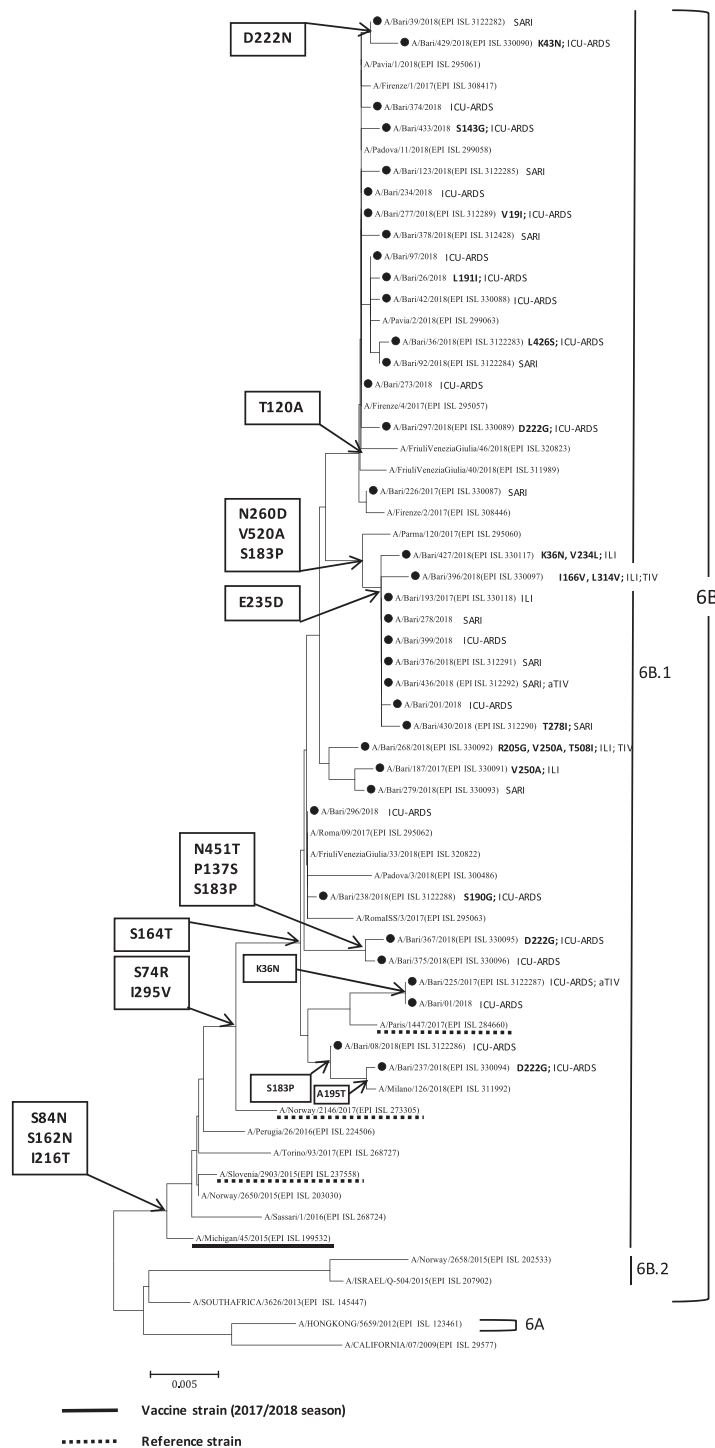 A/Bari/39/2018(EPI ISL 3122282) SARI
D222N
A/Bari/429/2018(EPI ISL 330090) K43N; ICU-ARDS
A/Pavia/1/2018(EPI ISL 295061)
A/Firenze/1/2017(EPI ISL 308417)
A/Bari/374/2018 ICU-ARDS
A/Bari/433/2018 S143G; ICU-ARDS
A/Padova/11/2018(EPI ISL 299058)
A/Bari/123/2018(EPI ISL 3122285) SARI
A/Bari/234/2018 ICU-ARDS
A/Bari/277/2018(EPI ISL 312289) V19I; ICU-ARDS
A/Bari/378/2018(EPI ISL 312428) SARI
A/Bari/97/2018 ICU-ARDS
A/Bari/26/2018 L191I; ICU-ARDS
A/Bari/42/2018(EPI ISL 330088) ICU-ARDS
A/Pavia/2/2018(EPI ISL 299063)
A/Bari/36/2018(EPI ISL 3122283) L426S; ICU-ARDS
A/Bari/92/2018(EPI ISL 3122284) SARI
A/Bari/273/2018 ICU-ARDS
T120A
A/Firenze/4/2017(EPI ISL 295057)
A/Bari/297/2018(EPI ISL 330089) D222G; ICU-ARDS
A/FriuliVeneziaGiulia/46/2018(EPI ISL 320823)
A/FriuliVeneziaGiulia/40/2018(EPI ISL 311989)
A/Bari/226/2017(EPI ISL 330087) SARI
A/Firenze/2/2017(EPI ISL 308446)
N260D
V520A
S183P
A/Parma/120/2017(EPI ISL 295060)
A/Bari/427/2018(EPI ISL 330117) K36N, V234L; ILI
A/Bari/396/2018(EPI ISL 330097) I166V, L314V; ILI;TIV
6B
E235D
A/Bari/193/2017(EPI ISL 330118) ILI
A/Bari/278/2018 SARI
A/Bari/399/2018 ICU-ARDS
A/Bari/376/2018(EPI ISL 312291) SARI
6B.1
A/Bari/436/2018 (EPI ISL 312292) SARI; aTIV
A/Bari/201/2018 ICU-ARDS
A/Bari/430/2018 (EPI ISL 312290) T278I; SARI
A/Bari/268/2018(EPI ISL 330092) R205G, V250A, T508I; ILI; TIV
A/Bari/187/2017(EPI ISL 330091) V250A; ILI
A/Bari/279/2018(EPI ISL 330093) SARI
A/Bari/296/2018 ICU-ARDS
A/Roma/09/2017(EPI ISL 295062)
N451T
P137S
S183P
A/FriuliVeneziaGiulia/33/2018(EPI ISL 320822)
A/Padova/3/2018(EPI ISL 300486)
A/Bari/238/2018(EPI ISL 3122288) S190G; ICU-ARDS
A/RomaISS/3/2017(EPI ISL 295063)
S164T
A/Bari/367/2018(EPI ISL 330095) D222G; ICU-ARDS
A/Bari/375/2018(EPI ISL 330096) ICU-ARDS
S74R
I295V
K36N
A/Bari/225/2017(EPI ISL 3122287) ICU-ARDS; aTIV
A/Bari/01/2018 ICU-ARDS
A/Paris/1447/2017(EPI ISL 284660)
A/Bari/08/2018(EPI ISL 3122286) ICU-ARDS
A/Bari/237/2018(EPI ISL 330094) D222G; ICU-ARDS
S183P
A195T
A/Milano/126/2018(EPI ISL 311992)
A/Norway/2146/2017(EPI ISL 273305)
S84N
S162N
I216T
A/Perugia/26/2016(EPI ISL 224506)
A/Torino/93/2017(EPI ISL 268727)
A/Slovenia/2903/2015(EPI ISL 237558)
A/Norway/2650/2015(EPI ISL 203030)
A/Sassari/1/2016(EPI ISL 268724)
A/Michigan/45/2015(EPI ISL 199532)
A/Norway/2658/2015(EPI ISL 202533)
6B.2
A/ISRAEL/Q-504/2015(EPI ISL 207902)
A/SOUTHAFRICA/3626/2013(EPI ISL 145447)
A/HONGKONG/5659/2012(EPI ISL 123461)
6A
A/CALIFORNIA/07/2009(EPI ISL 29577)
0.005
Vaccine strain (2017/2018 season)
Reference strain